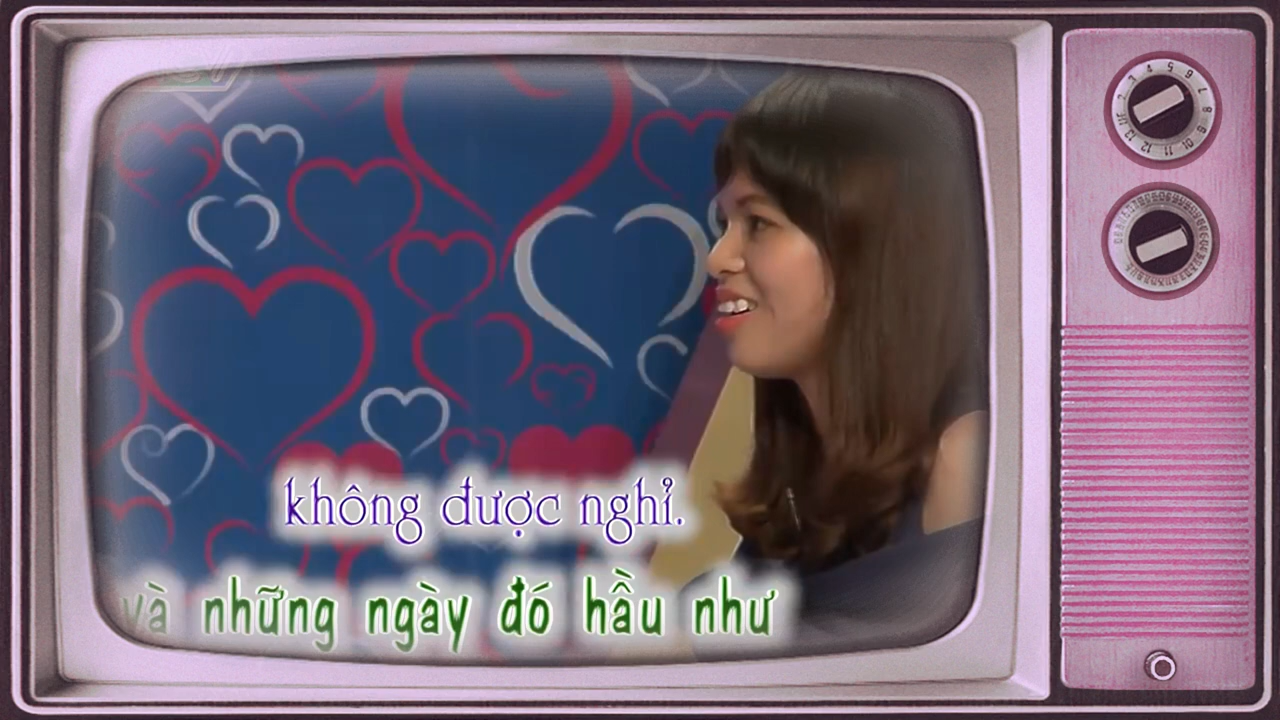 không được nghỉ.
và những ngày đó hầu như